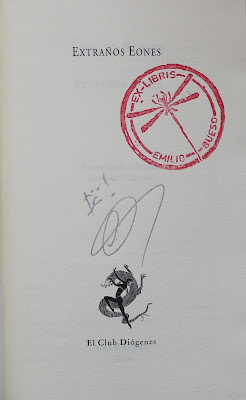 EXTRAÑOS EONES
EX-LIBRIS
EMILIO BUESO
El Club Diógenes